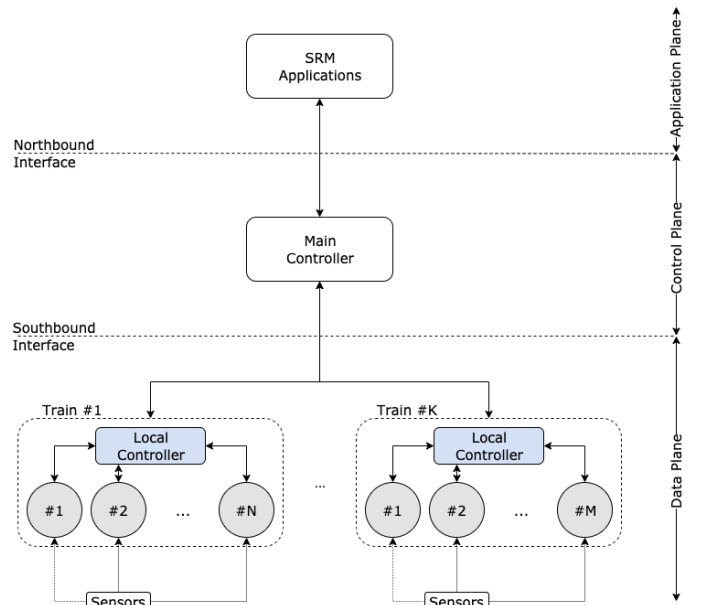 SRM
Applications
Application Plane
Northbound
Interface
Main
Controller
Control Plane
Southbound
Interface
Train #1
Train #K
Local
Controller
Local
Controller
#1
#2
...
#N
...
#1
#2
...
#M
Data Plane
Sensors
Sensors